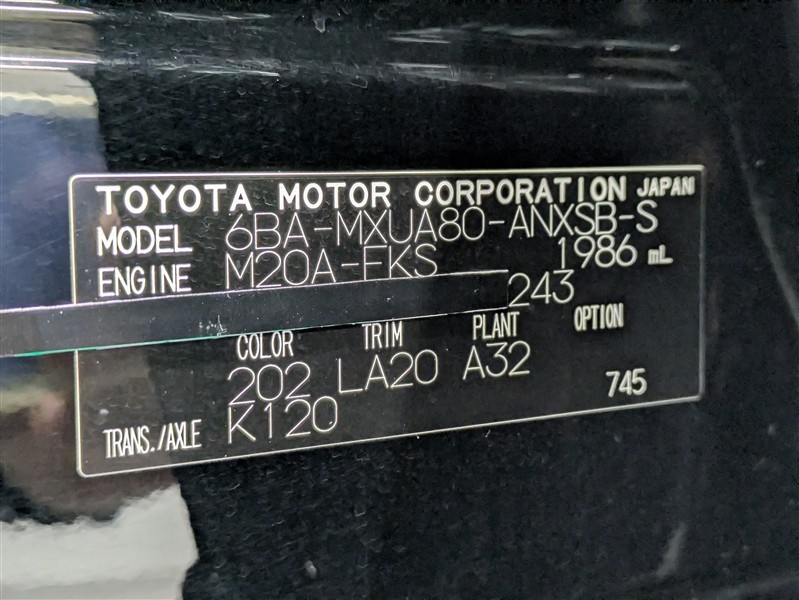 TOYOTA MOTOR CORPORATION JAPAN
MODEL 6BA-MXUA80-ANXSB-S
ENGINE M20A-FKS 1986 mL
243
COLOR TRIM PLANT OPTION
202 LA20 A32 745
TRANS./AXLE K120